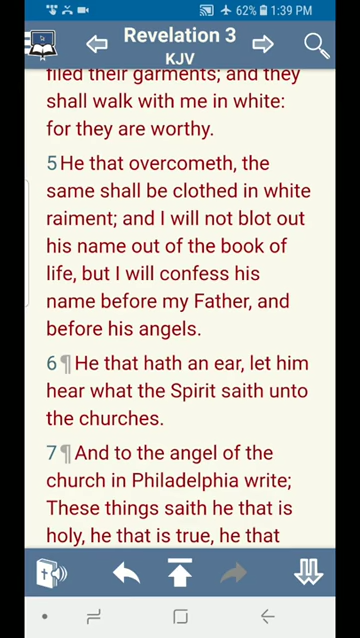 62% 1:39 PM
Revelation 3
KJV
filed their garments; and they
shall walk with me in white:
for they are worthy.
5 He that overcometh, the
same shall be clothed in white
raiment; and I will not blot out
his name out of the book of
life, but I will confess his
name before my Father, and
before his angels.
6 ¶ He that hath an ear, let him
hear what the Spirit saith unto
the churches.
7 ¶ And to the angel of the
church in Philadelphia write;
These things saith he that is
holy, he that is true, he that